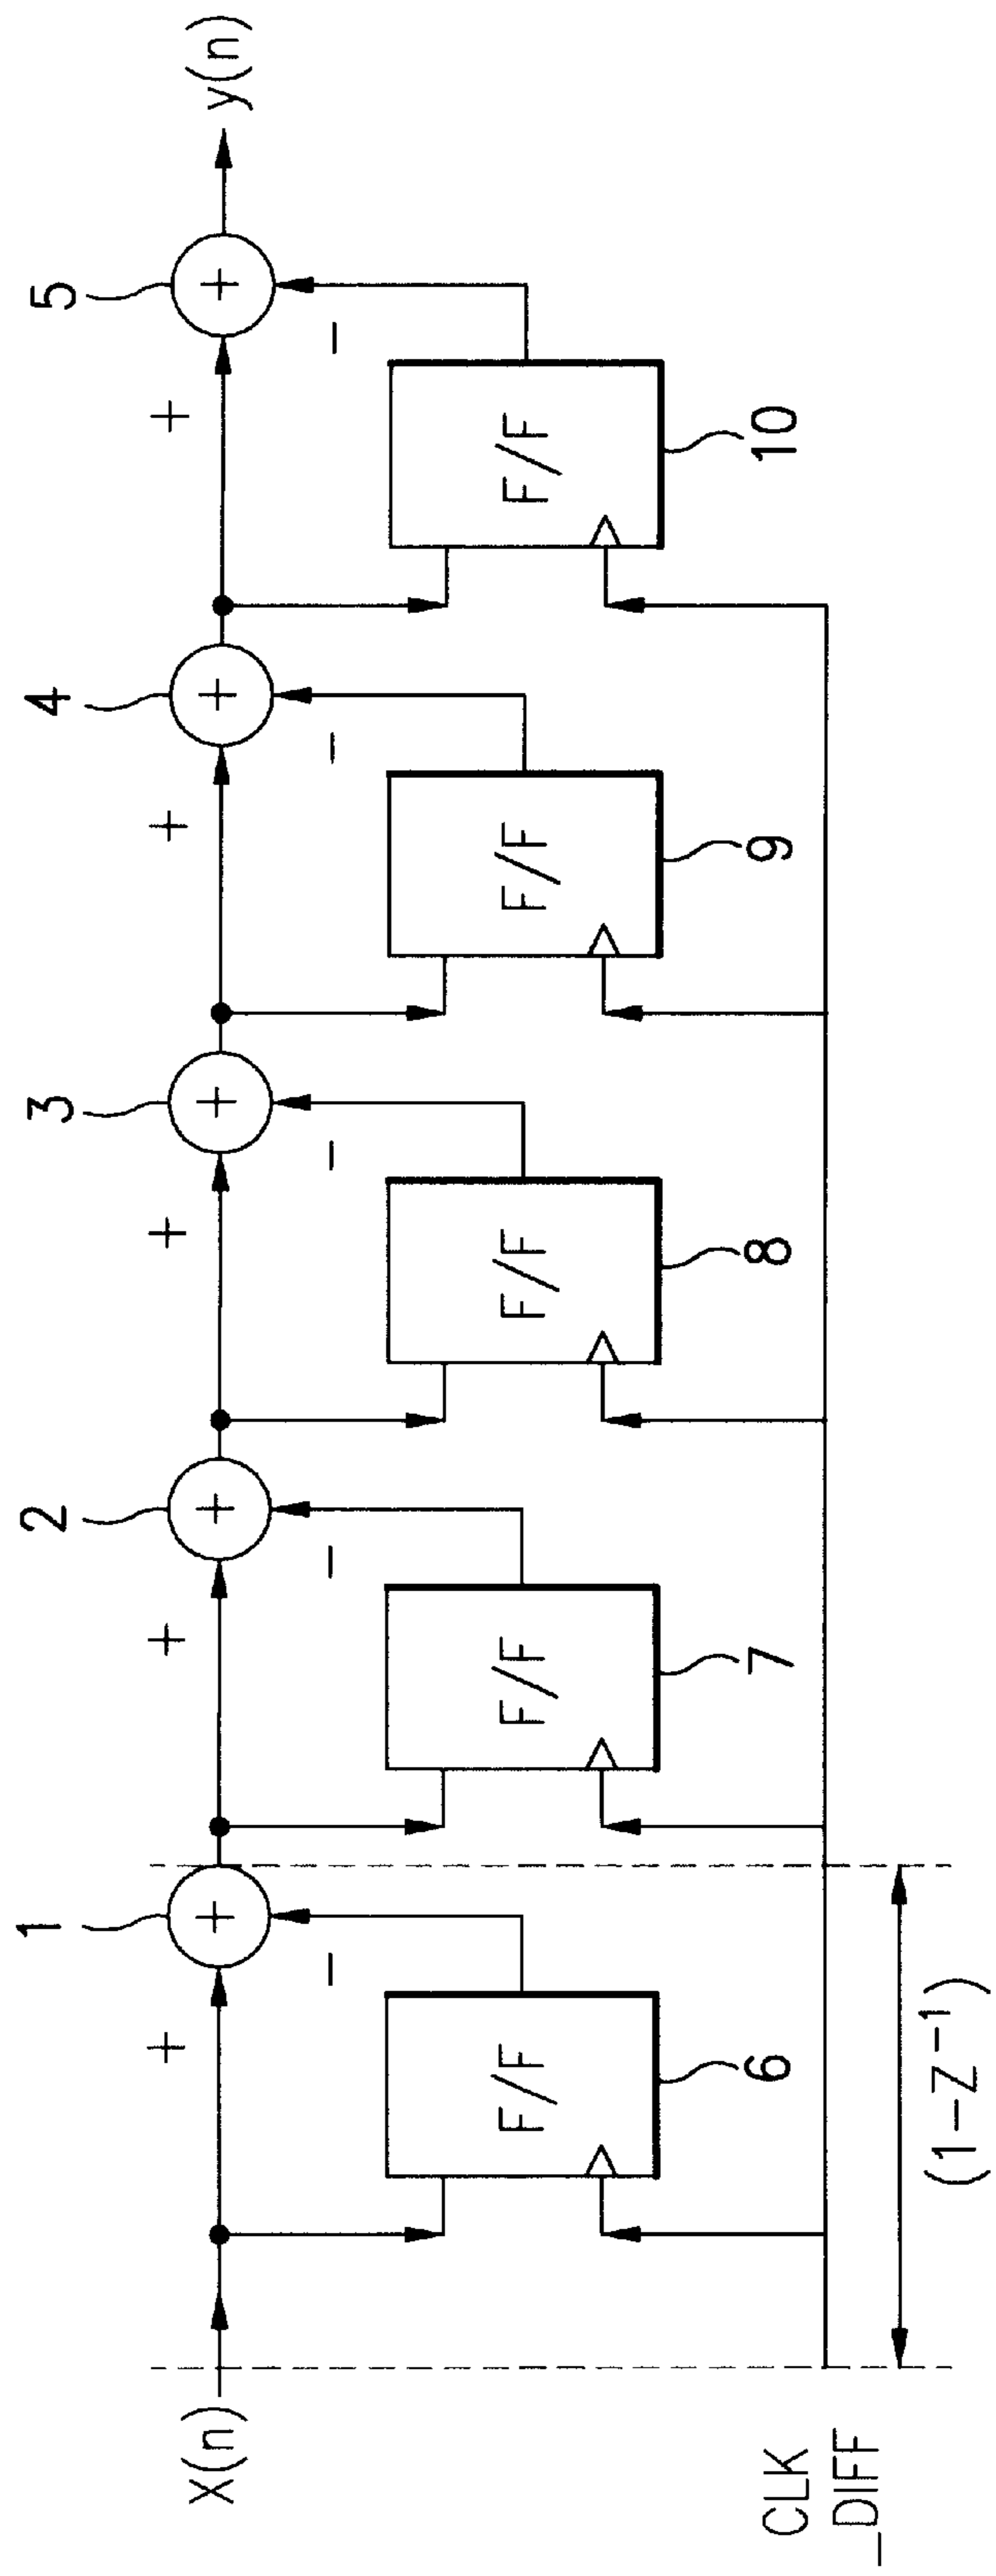 X(n)
+
+
1
+
+
2
+
+
3
+
+
4
+
+
5
y(n)
−
−
−
−
−
F/F
F/F
F/F
F/F
F/F
6
7
8
9
10
CLK
_DIFF
(1−Z⁻¹)